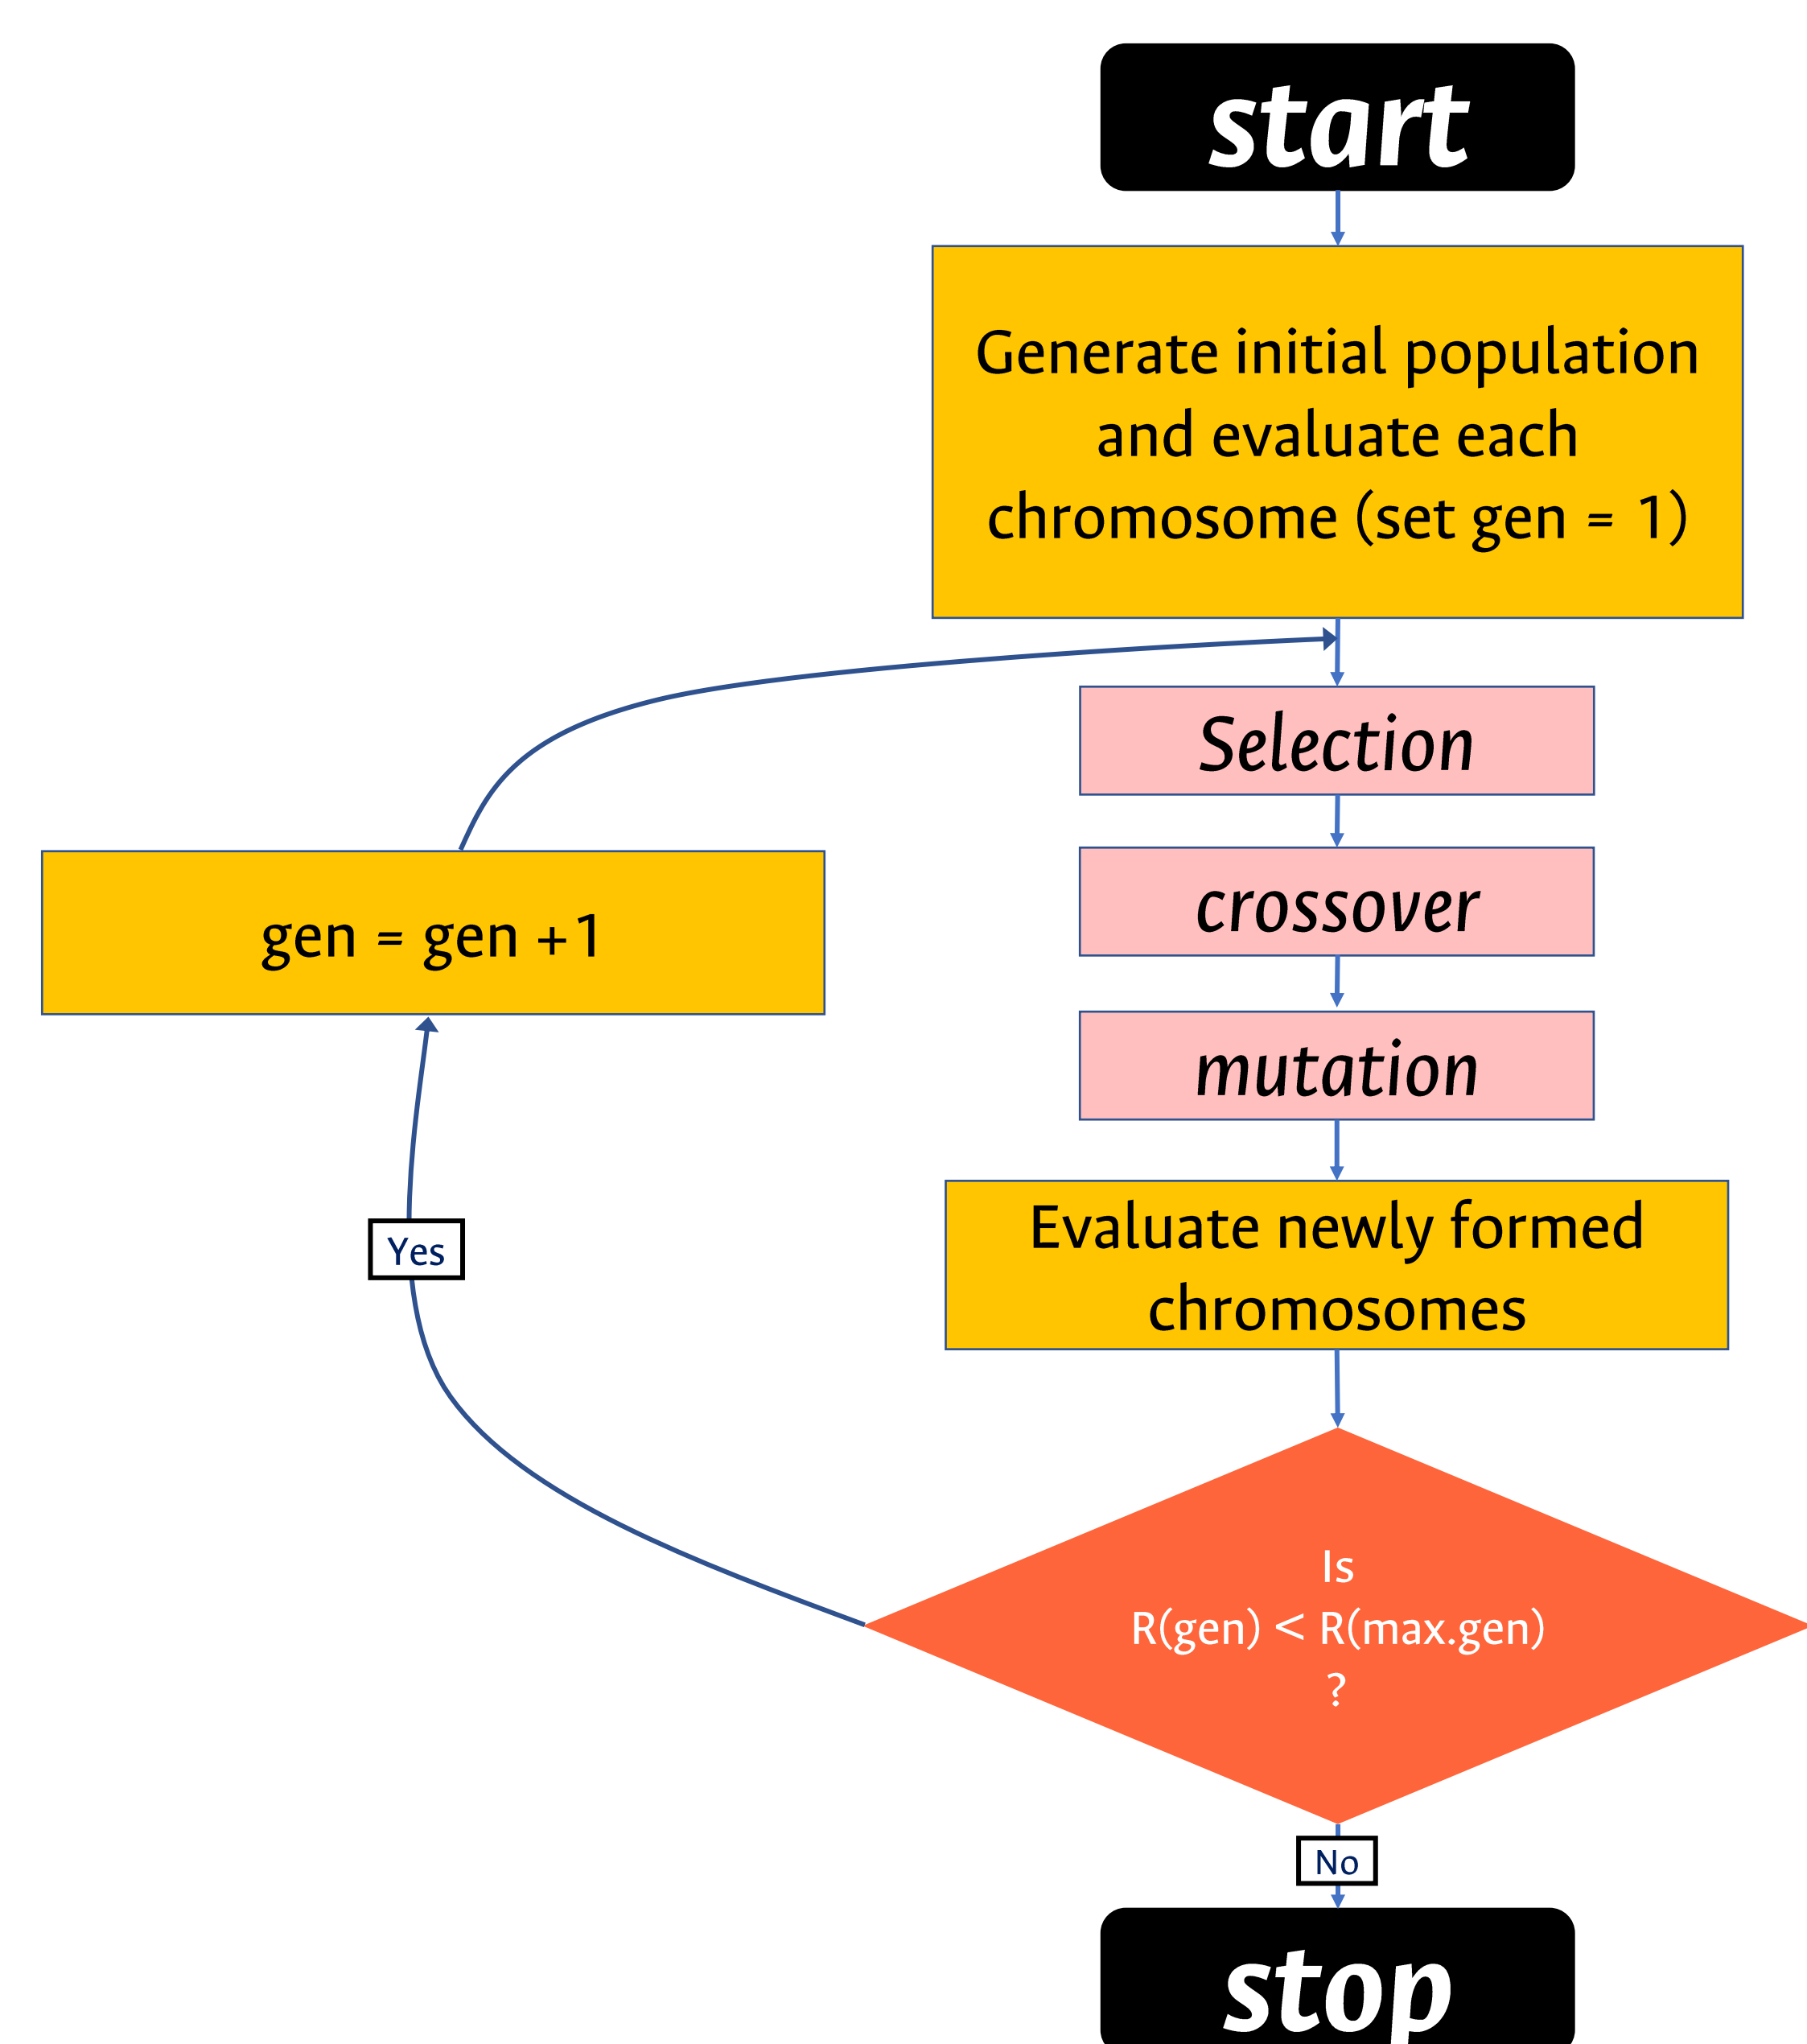 start
Generate initial population
and evaluate each
chromosome (set gen = 1)
Selection
crossover
gen = gen +1
mutation
Evaluate newly formed
chromosomes
Yes
Is
R(gen) < R(max.gen)
?
No
stop